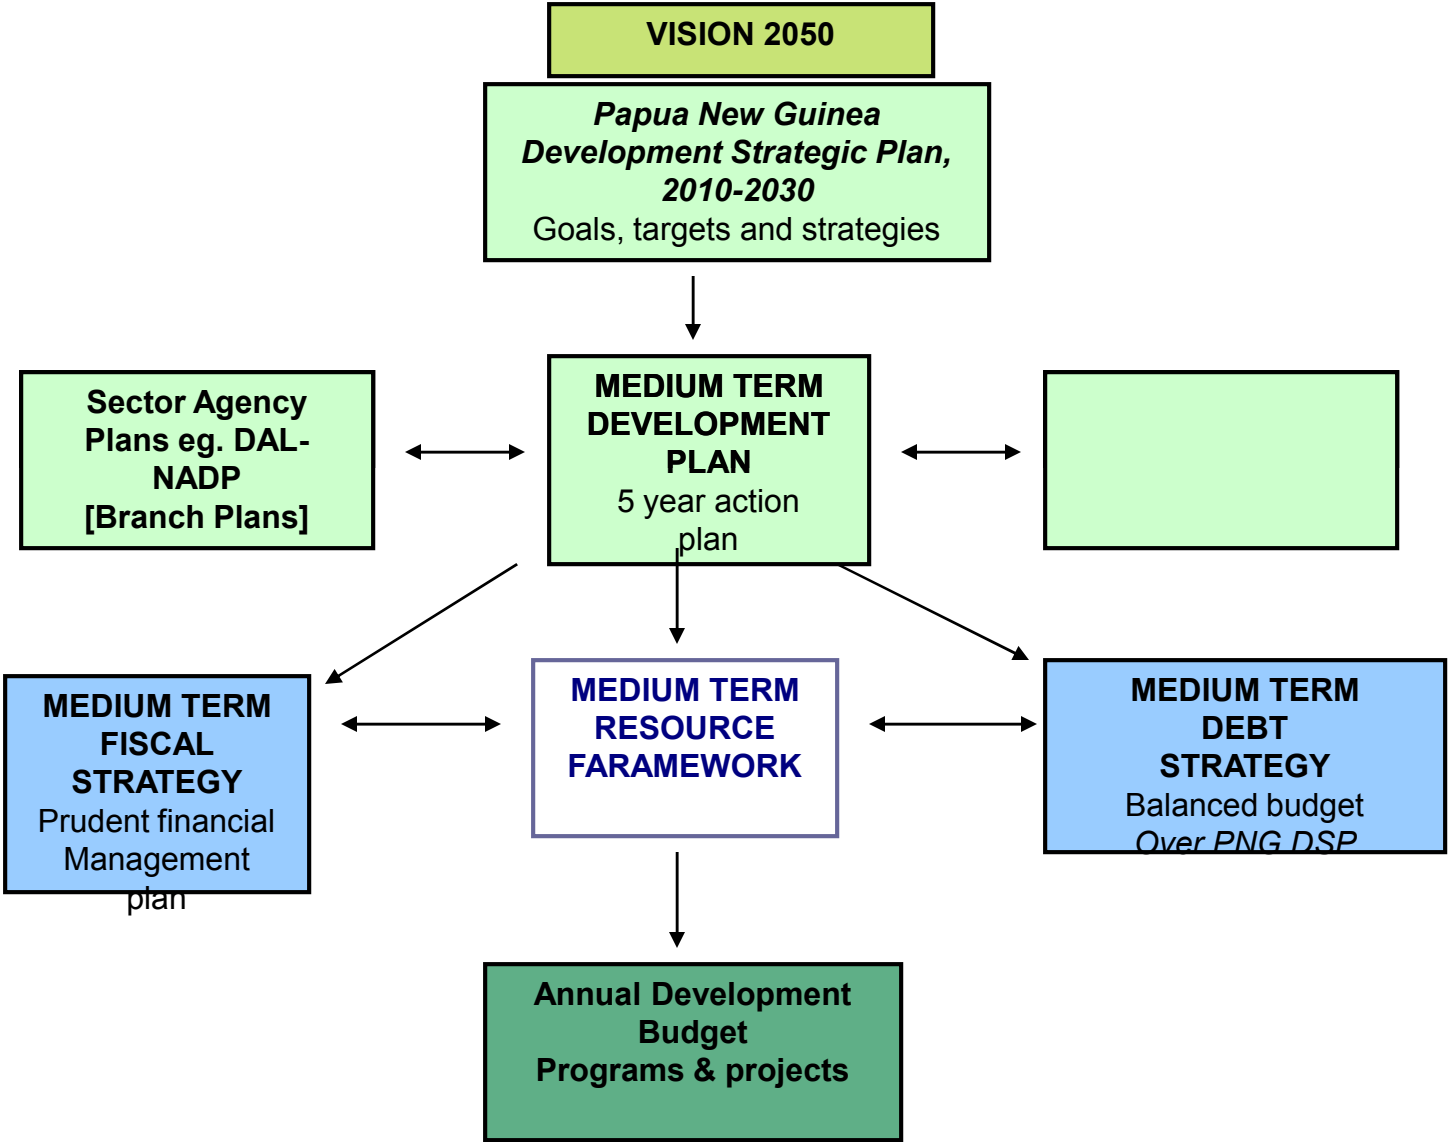 VISION 2050
Papua New Guinea
Development Strategic Plan,
2010-2030
Goals, targets and strategies
Sector Agency
Plans eg. DAL-
NADP
[Branch Plans]
MEDIUM TERM
DEVELOPMENT
PLAN
5 year action
plan
MEDIUM TERM
FISCAL
STRATEGY
Prudent financial
Management
plan
MEDIUM TERM
RESOURCE
FARAMEWORK
MEDIUM TERM
DEBT
STRATEGY
Balanced budget
Over PNG DSP
Annual Development
Budget
Programs & projects